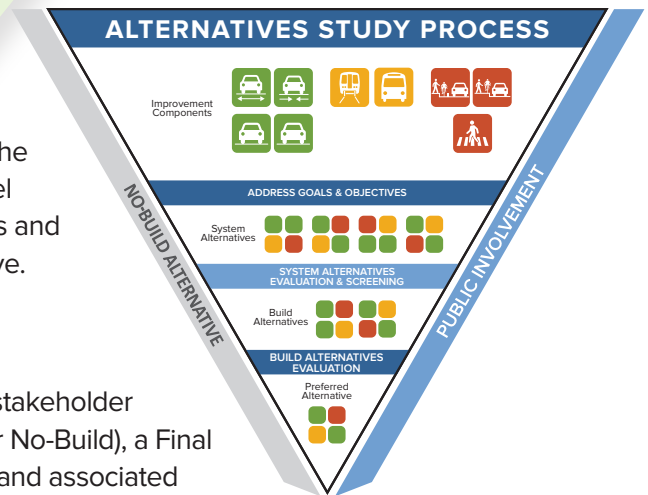 ALTERNATIVES STUDY PROCESS
Improvement
Components
he
el
s and
ve.
NO-BUILD ALTERNATIVE
PUBLIC INVOLVEMENT
ADDRESS GOALS & OBJECTIVES
System
Alternatives
SYSTEM ALTERNATIVES
EVALUATION & SCREENING
Build
Alternatives
BUILD ALTERNATIVES
EVALUATION
Preferred
Alternative
stakeholder
r No-Build), a Final
and associated